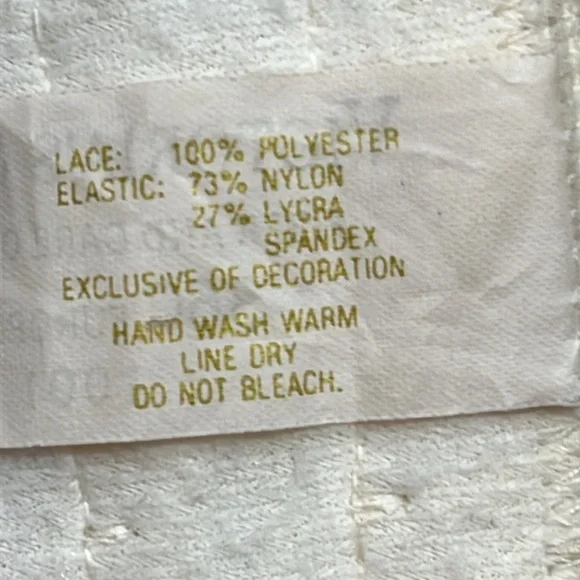 LACE: 100% POLYESTER
ELASTIC: 73% NYLON
27% LYCRA
SPANDEX
EXCLUSIVE OF DECORATION
HAND WASH WARM
LINE DRY
DO NOT BLEACH.